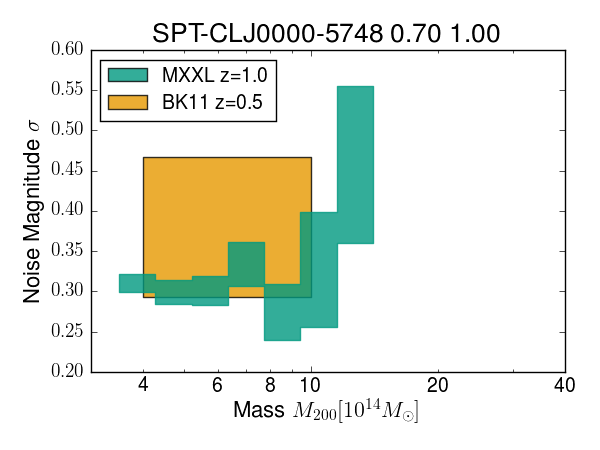 SPT-CLJ0000-5748 0.70 1.00
0.60
0.55
0.50
0.45
0.40
0.35
0.30
0.25
0.20
Noise Magnitude σ
MXXL z=1.0
BK11 z=0.5
4 6 8 10 20 40
Mass M₂₀₀[10¹⁴M☉]